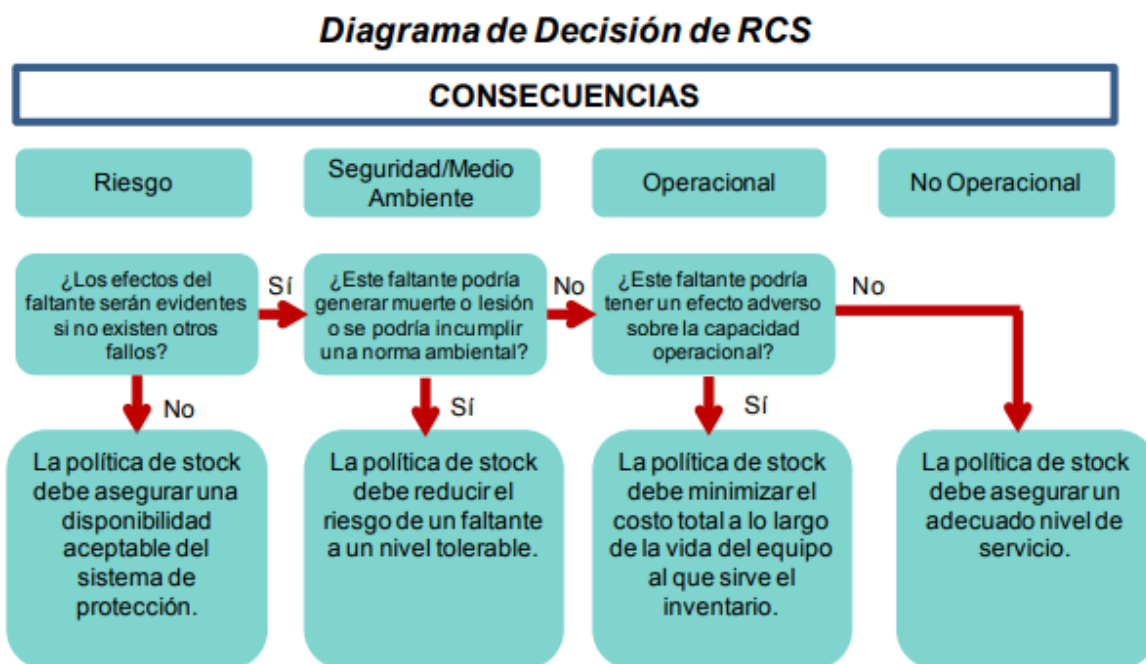 Diagrama de Decisión de RCS
CONSECUENCIAS
Riesgo
Seguridad/Medio
Ambiente
Operacional
No Operacional
¿Los efectos del
faltante serán evidentes
si no existen otros
fallos?
Sí
¿Este faltante podría
generar muerte o lesión
o se podría incumplir
una norma ambiental?
No
¿Este faltante podría
tener un efecto adverso
sobre la capacidad
operacional?
No
No
Sí
Sí
La política de stock
debe asegurar una
disponibilidad
aceptable del
sistema de
protección.
La política de stock
debe reducir el
riesgo de un faltante
a un nivel tolerable.
La política de stock
debe minimizar el
costo total a lo largo
de la vida del equipo
al que sirve el
inventario.
La política de stock
debe asegurar un
adecuado nivel de
servicio.